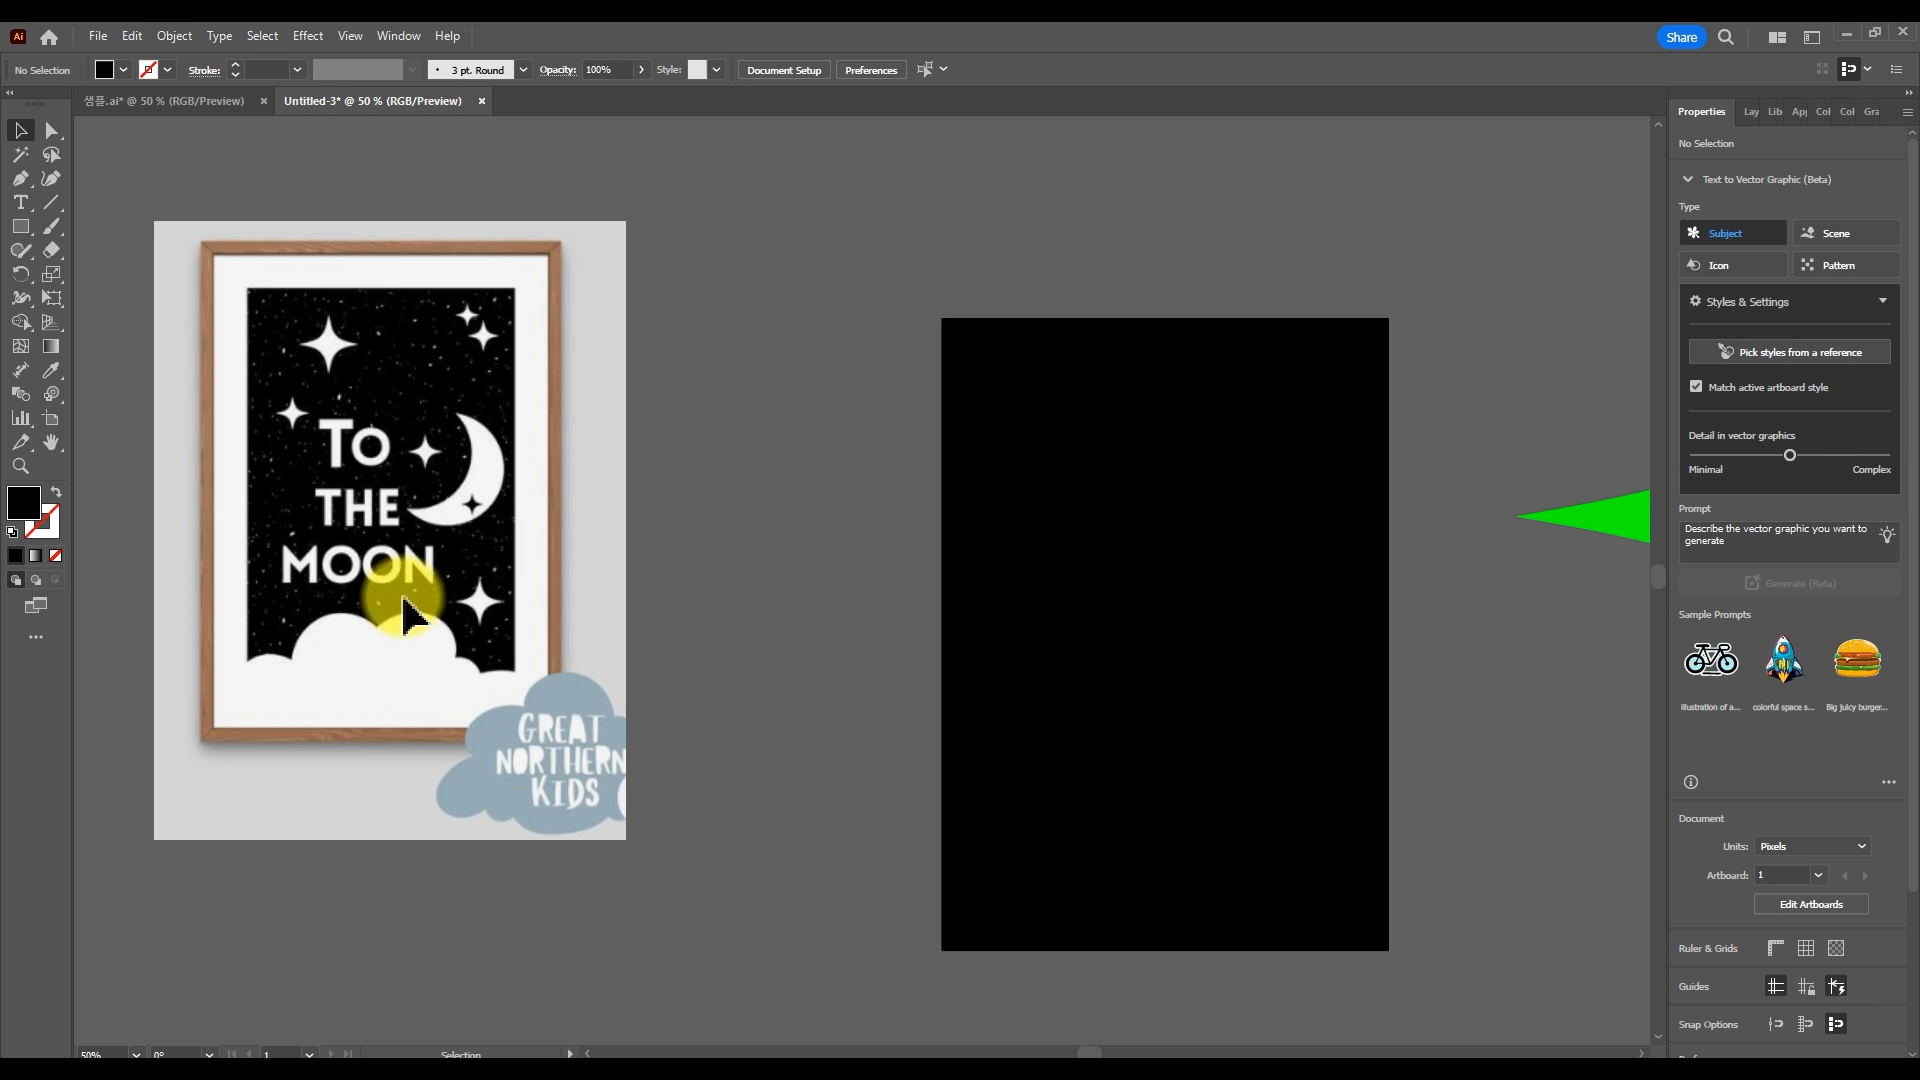 Ai
File Edit Object Type Select Effect View Window Help
Share
No Selection
Stroke:
3 pt. Round
Opacity: 100%
Style:
Document Setup
Preferences
샘플.ai* @ 50 % (RGB/Preview) ×
Untitled-3* @ 50 % (RGB/Preview) ×
TO
THE
MOON
GREAT
NORTHERN
KIDS
Properties Lay Lib Ap Col Col Gra
No Selection
Text to Vector Graphic (Beta)
Type
Subject Scene
Icon Pattern
Styles & Settings
Pick styles from a reference
Match active artboard style
Detail in vector graphics
Minimal Complex
Prompt
Describe the vector graphic you want to
generate
Generate (Beta)
Sample Prompts
Illustration of a... colorful space s... Big juicy burger...
Document
Units: Pixels
Artboard: 1
Edit Artboards
Ruler & Grids
Guides
Snap Options
50% 0° 1 Selection